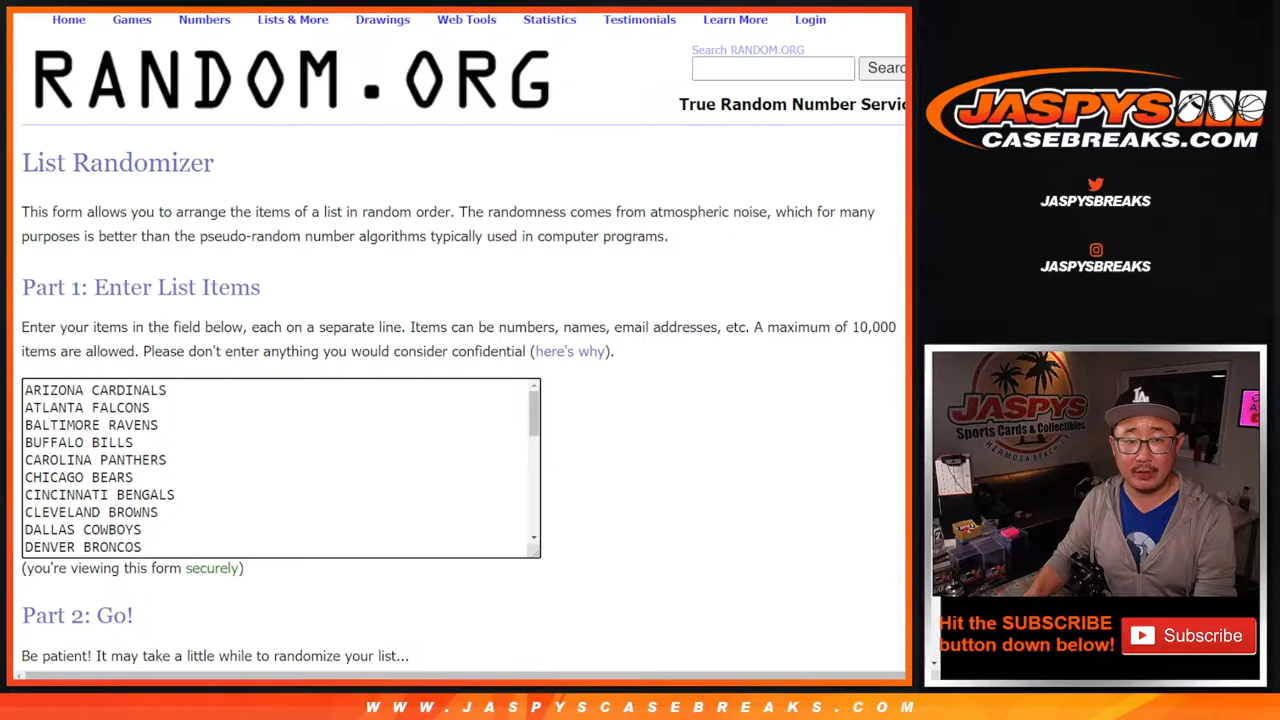 Home Games Numbers Lists & More Drawings Web Tools Statistics Testimonials Learn More Login
RANDOM.ORG
Search RANDOM.ORG
Searc
True Random Number Servic
List Randomizer
This form allows you to arrange the items of a list in random order. The randomness comes from atmospheric noise, which for many
purposes is better than the pseudo-random number algorithms typically used in computer programs.
Part 1: Enter List Items
Enter your items in the field below, each on a separate line. Items can be numbers, names, email addresses, etc. A maximum of 10,000
items are allowed. Please don't enter anything you would consider confidential (here's why).
ARIZONA CARDINALS
ATLANTA FALCONS
BALTIMORE RAVENS
BUFFALO BILLS
CAROLINA PANTHERS
CHICAGO BEARS
CINCINNATI BENGALS
CLEVELAND BROWNS
DALLAS COWBOYS
DENVER BRONCOS
(you're viewing this form securely)
Part 2: Go!
Be patient! It may take a little while to randomize your list...
JASPYS
CASEBREAKS.COM
JASPYSBREAKS
JASPYSBREAKS
JASPYS
Sports Cards & Collectibles
HERMOSA BEACH, CA
LA
Hit the SUBSCRIBE
button down below!
Subscribe
WWW.JASPYSCASEBREAKS.COM